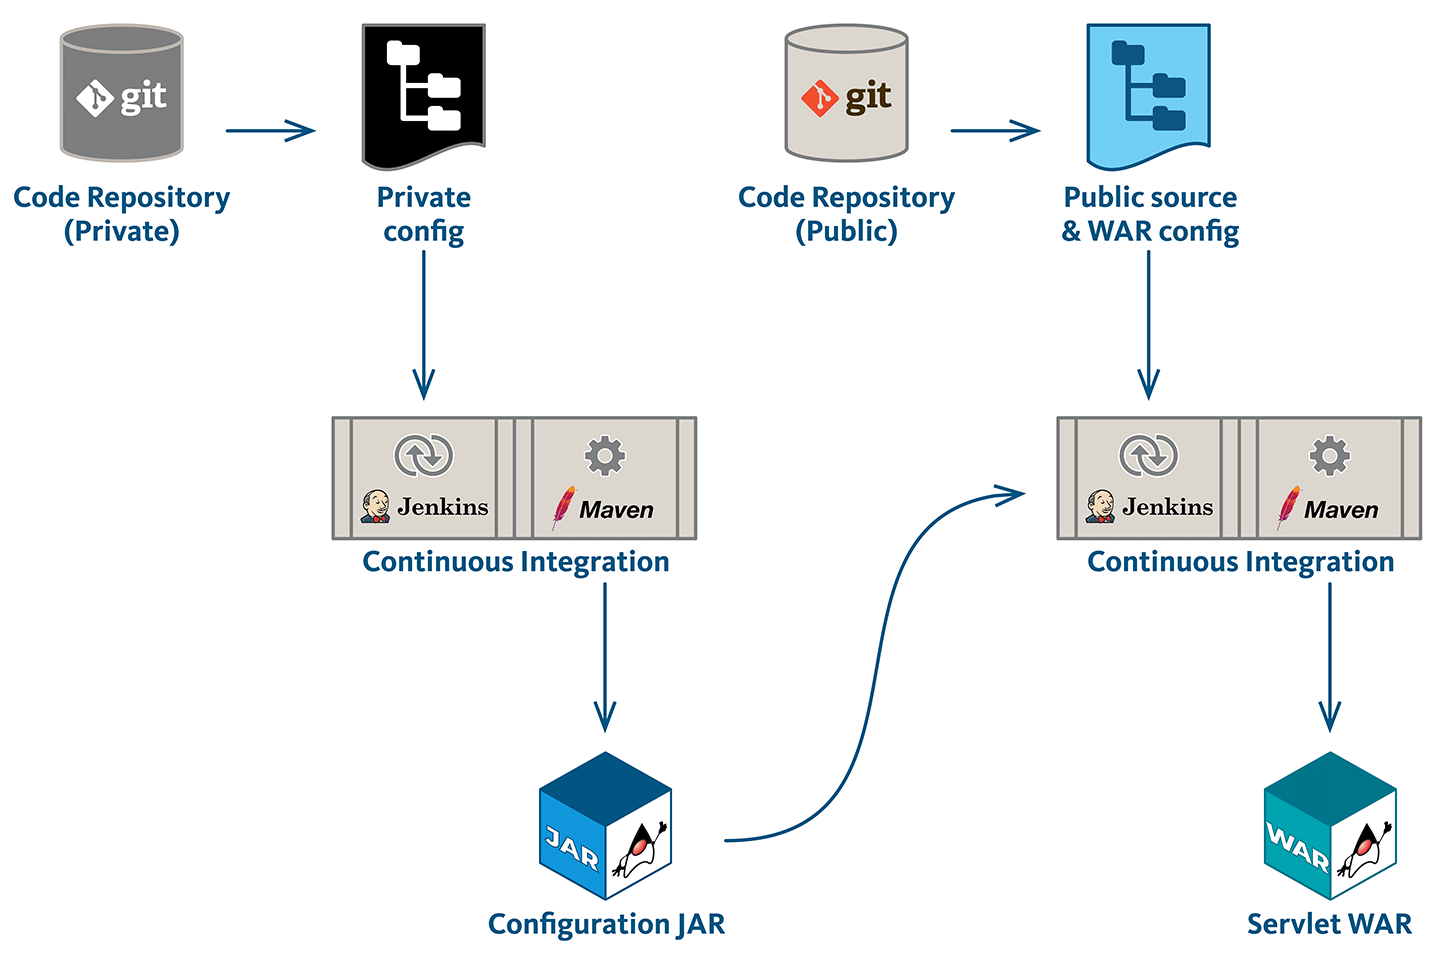 git
Code Repository
(Private)
Private
config
git
Code Repository
(Public)
Public source
& WAR config
Jenkins
Maven
Continuous Integration
Jenkins
Maven
Continuous Integration
JAR
Configuration JAR
WAR
Servlet WAR